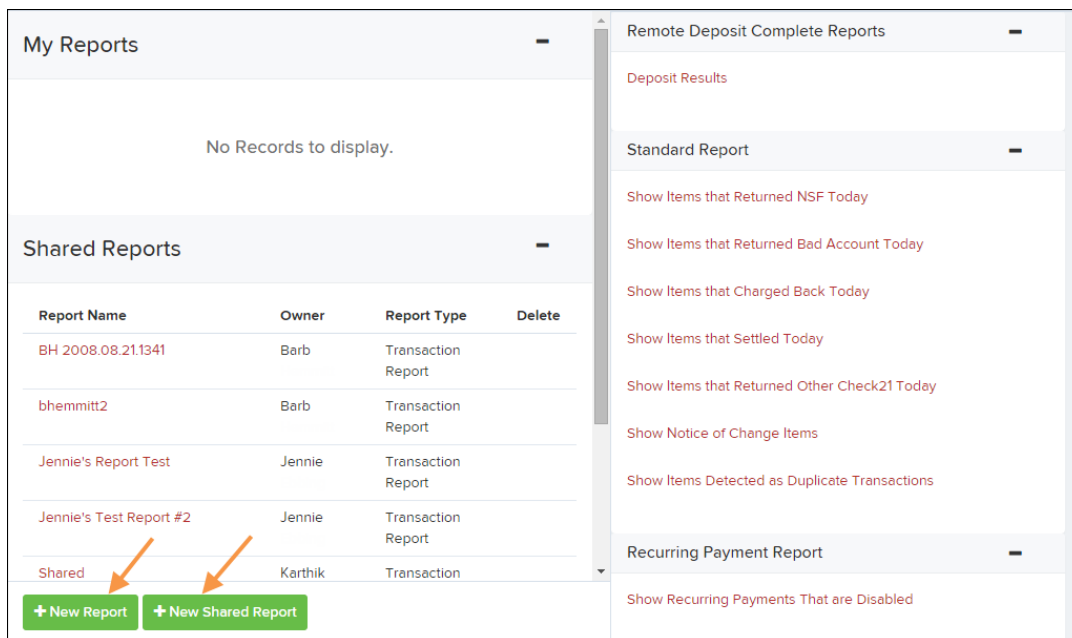 My Reports
No Records to display.
Shared Reports
Report Name Owner Report Type Delete
BH 2008.08.21.1341 Barb Transaction
Report
bhemmitt2 Barb Transaction
Report
Jennie's Report Test Jennie Transaction
Report
Jennie's Test Report #2 Jennie Transaction
Report
Shared Karthik Transaction
+ New Report + New Shared Report
Remote Deposit Complete Reports
Deposit Results
Standard Report
Show Items that Returned NSF Today
Show Items that Returned Bad Account Today
Show Items that Charged Back Today
Show Items that Settled Today
Show Items that Returned Other Check21 Today
Show Notice of Change Items
Show Items Detected as Duplicate Transactions
Recurring Payment Report
Show Recurring Payments That are Disabled